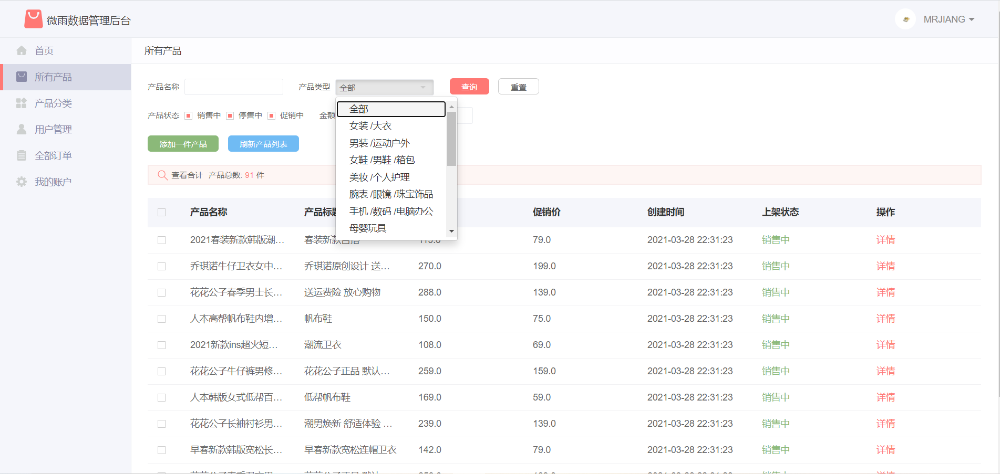 微雨数据管理后台
MRJIANG
首页
所有产品
产品分类
用户管理
全部订单
我的账户
所有产品
产品名称 产品类型 全部 查询 重置
产品状态 销售中 停售中 促销中 金额
全部
女装 /大衣
男装 /运动户外
女鞋 /男鞋 /箱包
美妆 /个人护理
腕表 /眼镜 /珠宝饰品
手机 /数码 /电脑办公
母婴玩具
添加一件产品 刷新产品列表
查看合计 产品总数: 91 件
产品名称 产品标题 促销价 创建时间 上架状态 操作
2021春装新款韩版潮… 春装新款 79.0 2021-03-28 22:31:23 销售中 详情
乔琪诺牛仔卫衣女中… 乔琪诺原创设计 送… 270.0 199.0 2021-03-28 22:31:23 销售中 详情
花花公子春季男士长… 送运费险 放心购物 288.0 139.0 2021-03-28 22:31:23 销售中 详情
人本高帮帆布鞋内增… 帆布鞋 150.0 75.0 2021-03-28 22:31:23 销售中 详情
2021新款ins超火短… 潮流卫衣 108.0 69.0 2021-03-28 22:31:23 销售中 详情
花花公子牛仔裤男修… 花花公子正品 默认… 259.0 159.0 2021-03-28 22:31:23 销售中 详情
人本韩版女式低帮百… 低帮帆布鞋 169.0 59.0 2021-03-28 22:31:23 销售中 详情
花花公子长袖衬衫男… 潮男焕新 舒适体验 … 239.0 139.0 2021-03-28 22:31:23 销售中 详情
早春新款韩版宽松长… 早春新款宽松连帽卫衣 142.0 79.0 2021-03-28 22:31:23 销售中 详情